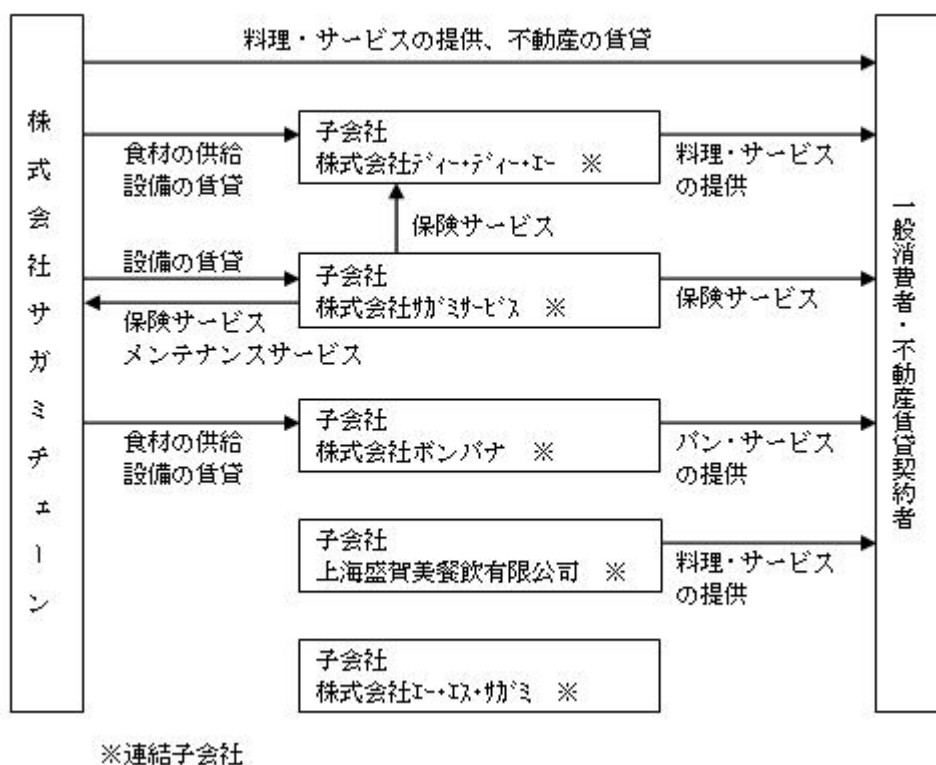 料理・サービスの提供、不動産の賃貸
株式会社サガミチェーン
食材の供給
設備の賃貸
子会社
株式会社ディー・ディー・エー ※
料理・サービス
の提供
保険サービス
設備の賃貸
子会社
株式会社サガミサービス ※
保険サービス
保険サービス
メンテナンスサービス
食材の供給
設備の賃貸
子会社
株式会社ボンパナ ※
パン・サービス
の提供
子会社
上海盛賀美餐飲有限公司 ※
料理・サービス
の提供
子会社
株式会社エー・エス・サガミ ※
一般消費者・不動産賃貸契約者
※連結子会社